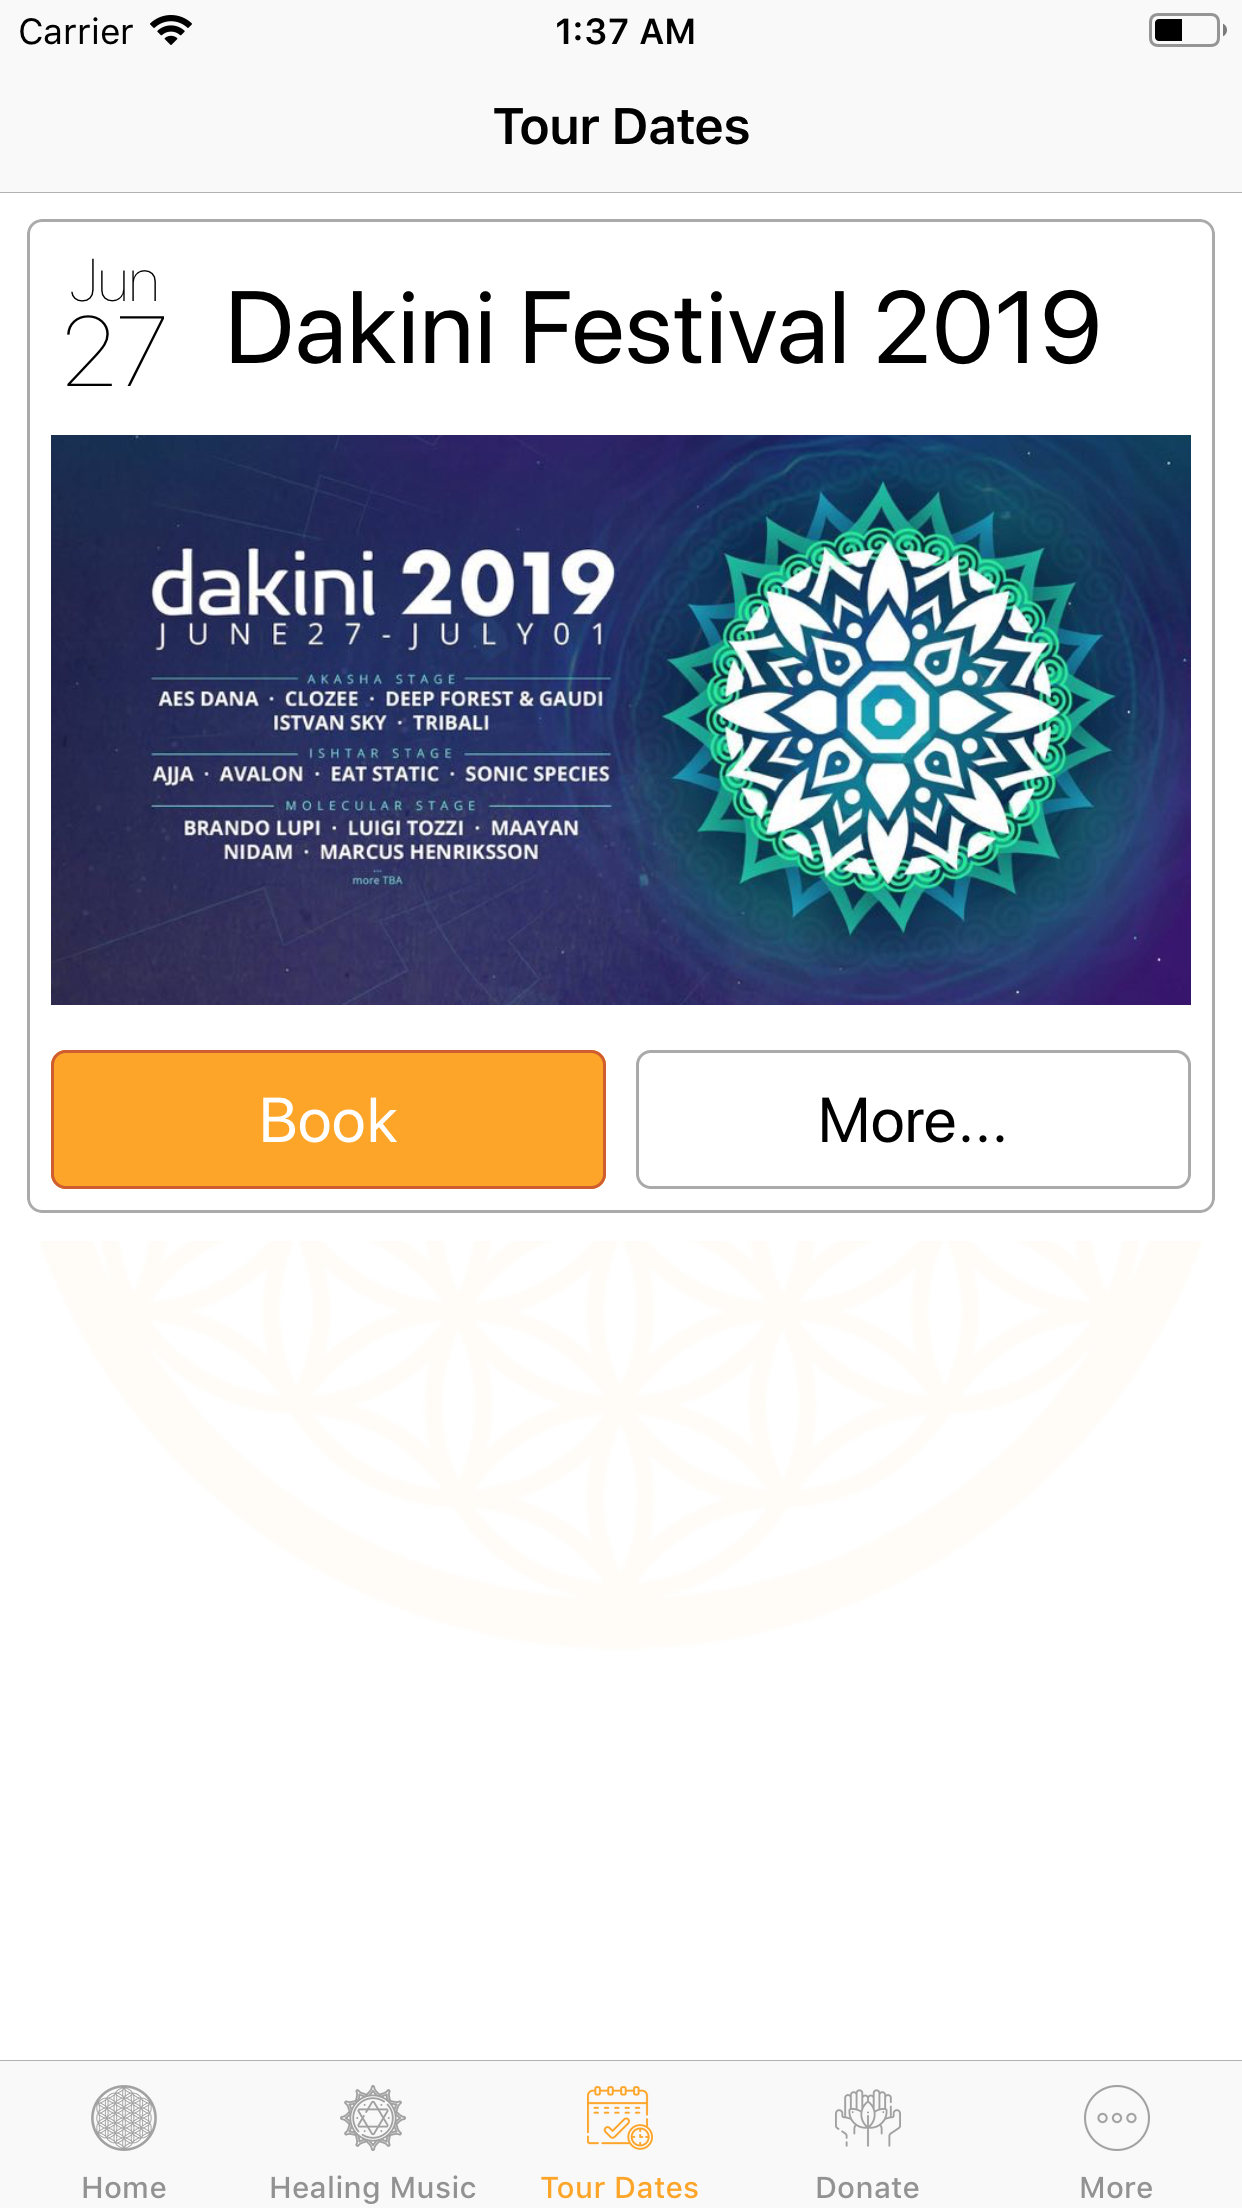 Carrier 1:37 AM
Tour Dates
Jun
27
Dakini Festival 2019
dakini 2019
JUNE 27 - JULY 01
AKASHA STAGE
AES DANA · CLOZEE · DEEP FOREST & GAUDI
ISTVAN SKY · TRIBALI
ISHTAR STAGE
AJJA · AVALON · EAT STATIC · SONIC SPECIES
MOLECULAR STAGE
BRANDO LUPI · LUIGI TOZZI · MAAYAN
NIDAM · MARCUS HENRIKSSON
...
more TBA
Book More...
Home Healing Music Tour Dates Donate More